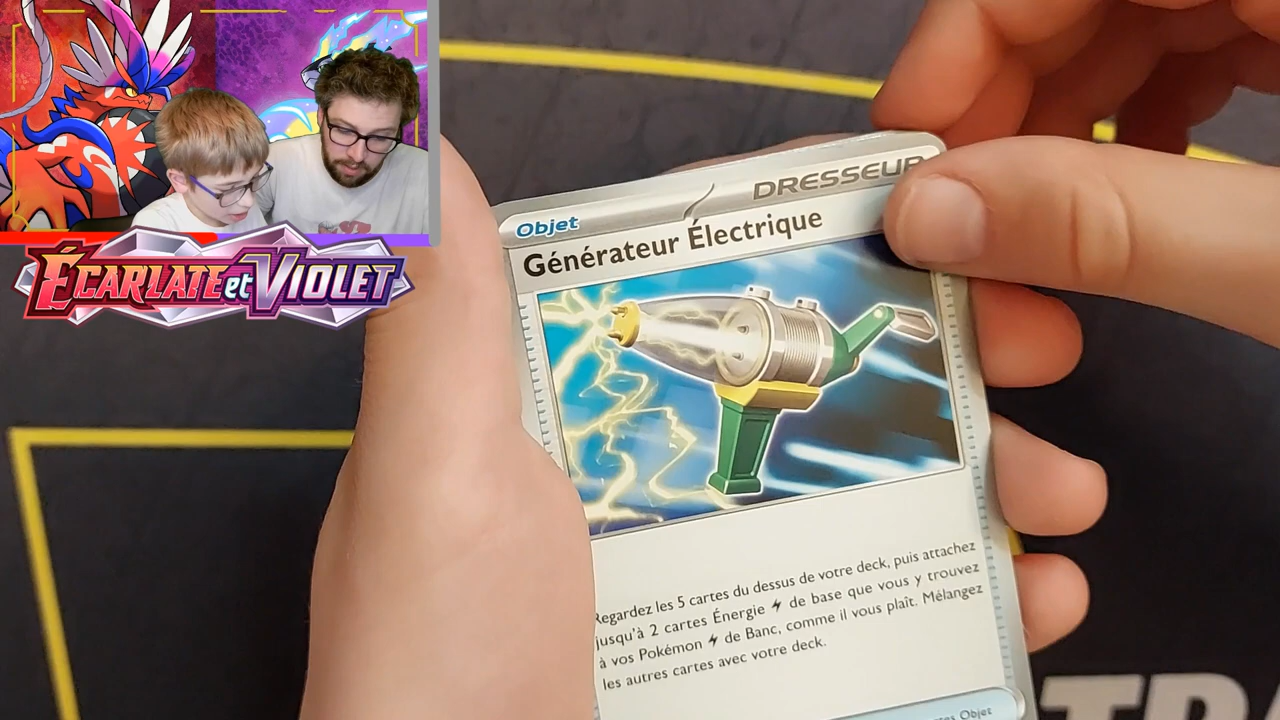 ÉCARLATE et VIOLET
DRESSEUR
Objet
Générateur Électrique
Regardez les 5 cartes du dessus de votre deck, puis attachez
jusqu'à 2 cartes Énergie de base que vous y trouvez
à vos Pokémon de Banc, comme il vous plaît. Mélangez
les autres cartes avec votre deck.
Objet